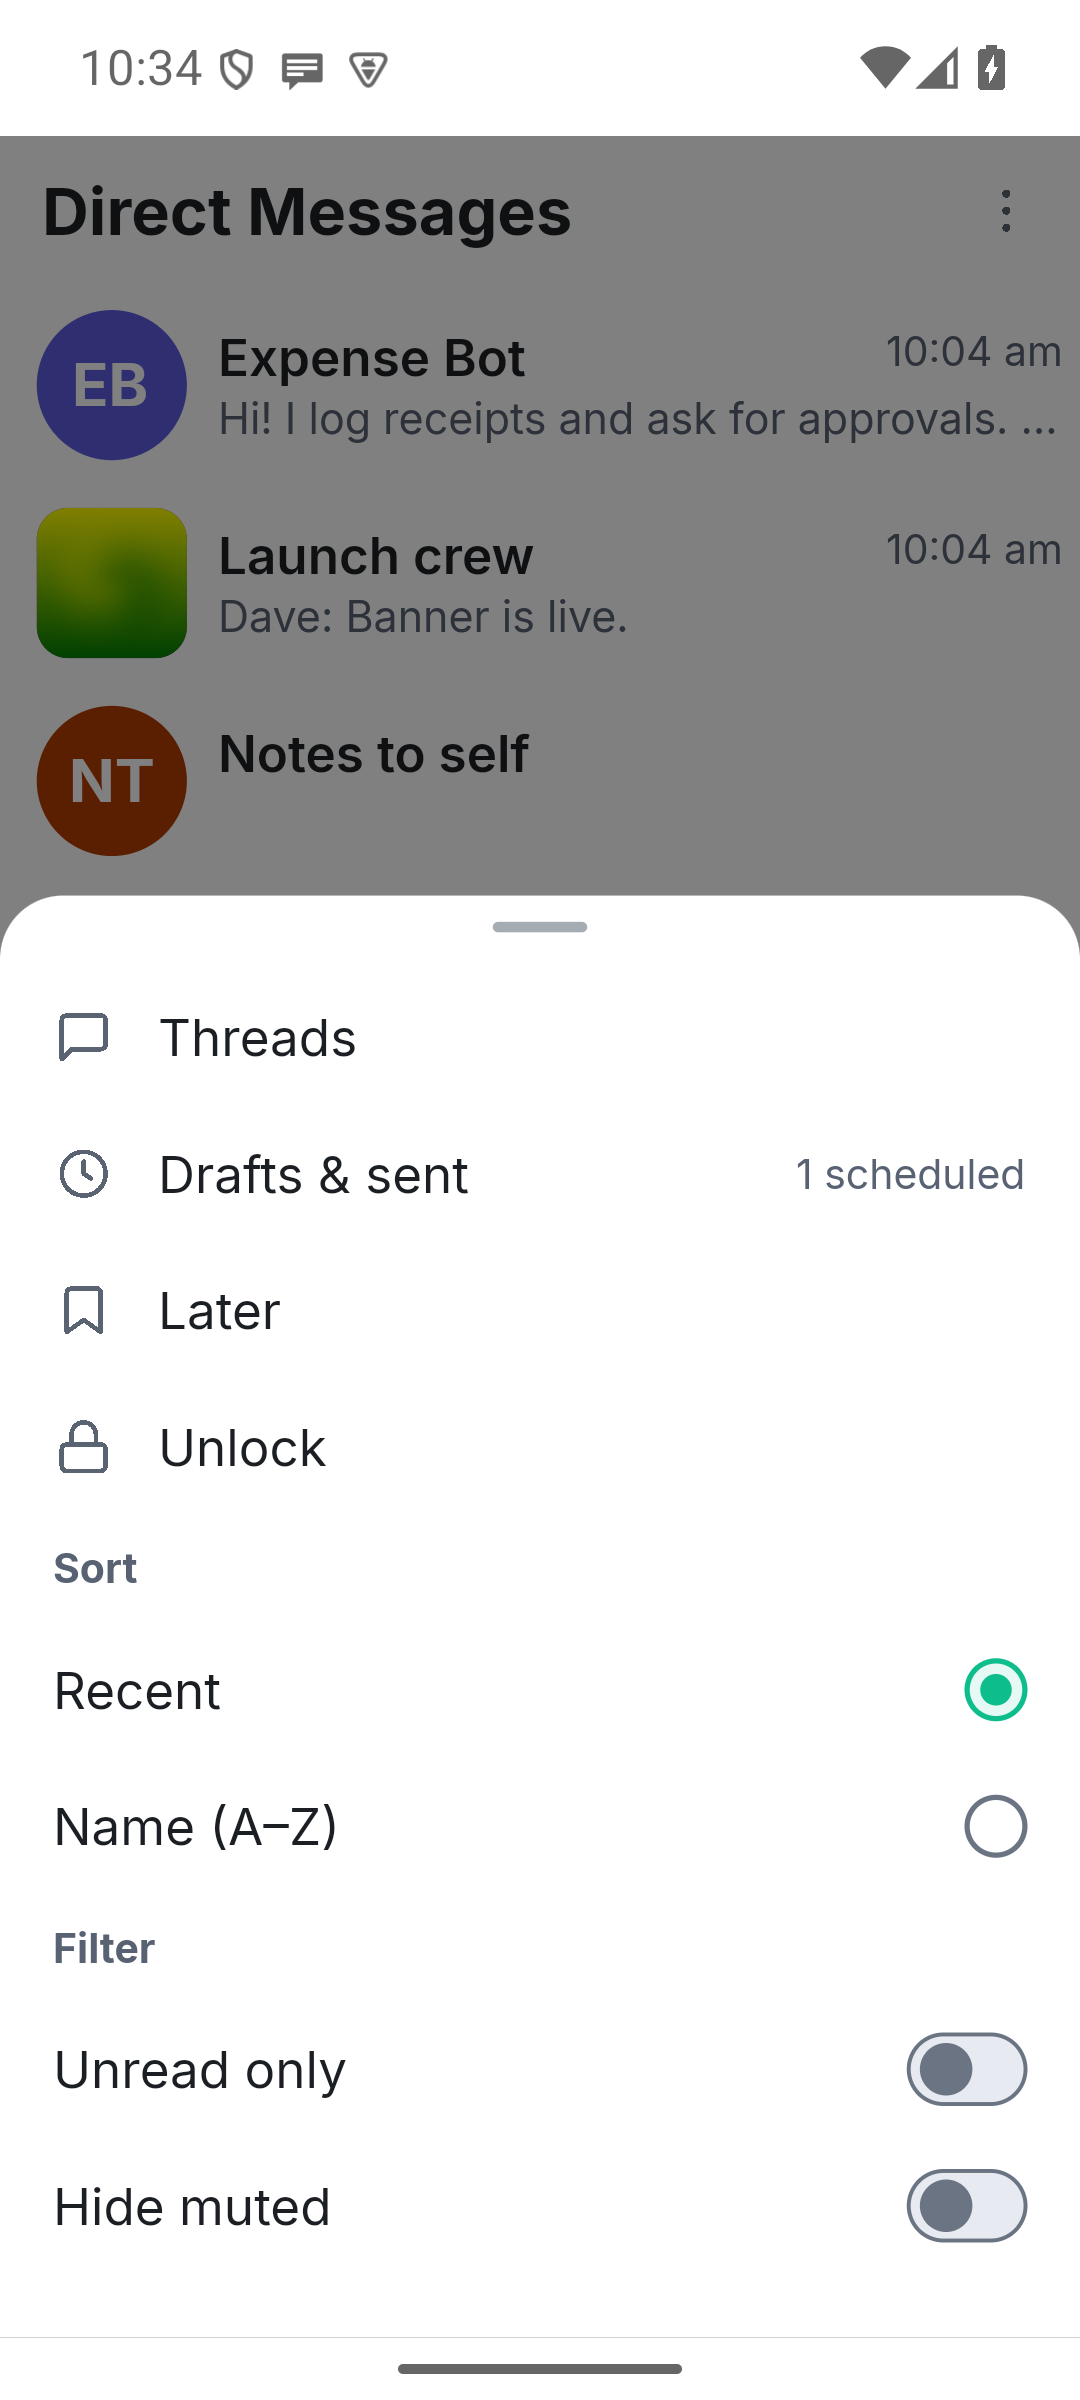 10:34
Direct Messages
EB
Expense Bot
10:04 am
Hi! I log receipts and ask for approvals. ...
Launch crew
10:04 am
Dave: Banner is live.
NT
Notes to self
Threads
Drafts & sent
1 scheduled
Later
Unlock
Sort
Recent
Name (A–Z)
Filter
Unread only
Hide muted